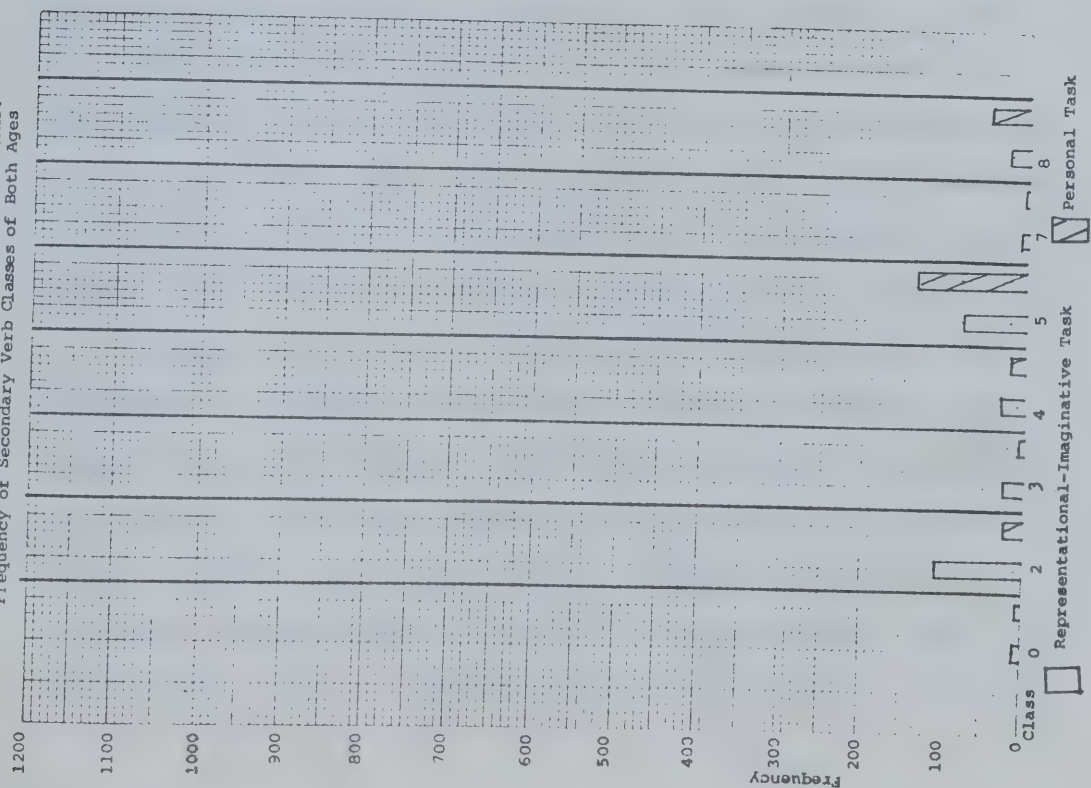 Frequency of Secondary Verb Classes of Both Ages
1200
1100
1000
900
800
700
600
500
400
300
200
100
0
Frequency
Class 0 2 3 4 5 7 8
Representational-Imaginative Task
Personal Task